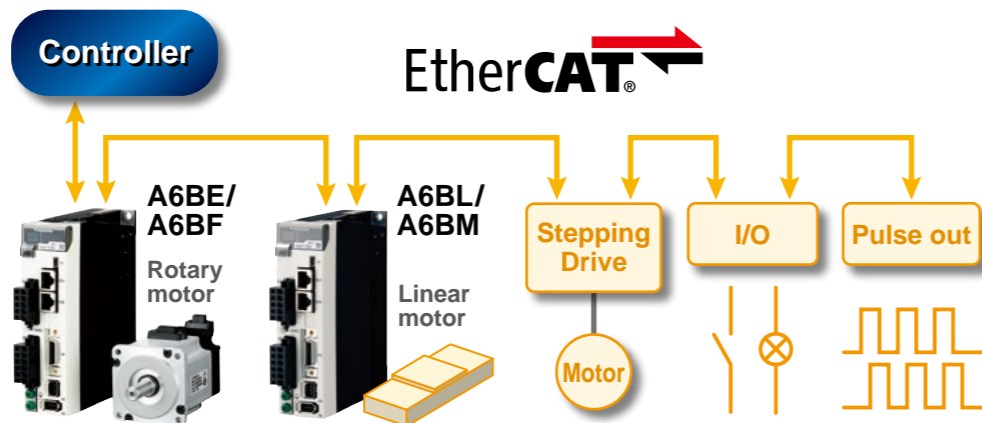 Controller
EtherCAT®
A6BE/
A6BF
Rotary
motor
A6BL/
A6BM
Linear
motor
Stepping
Drive
Motor
I/O
Pulse out